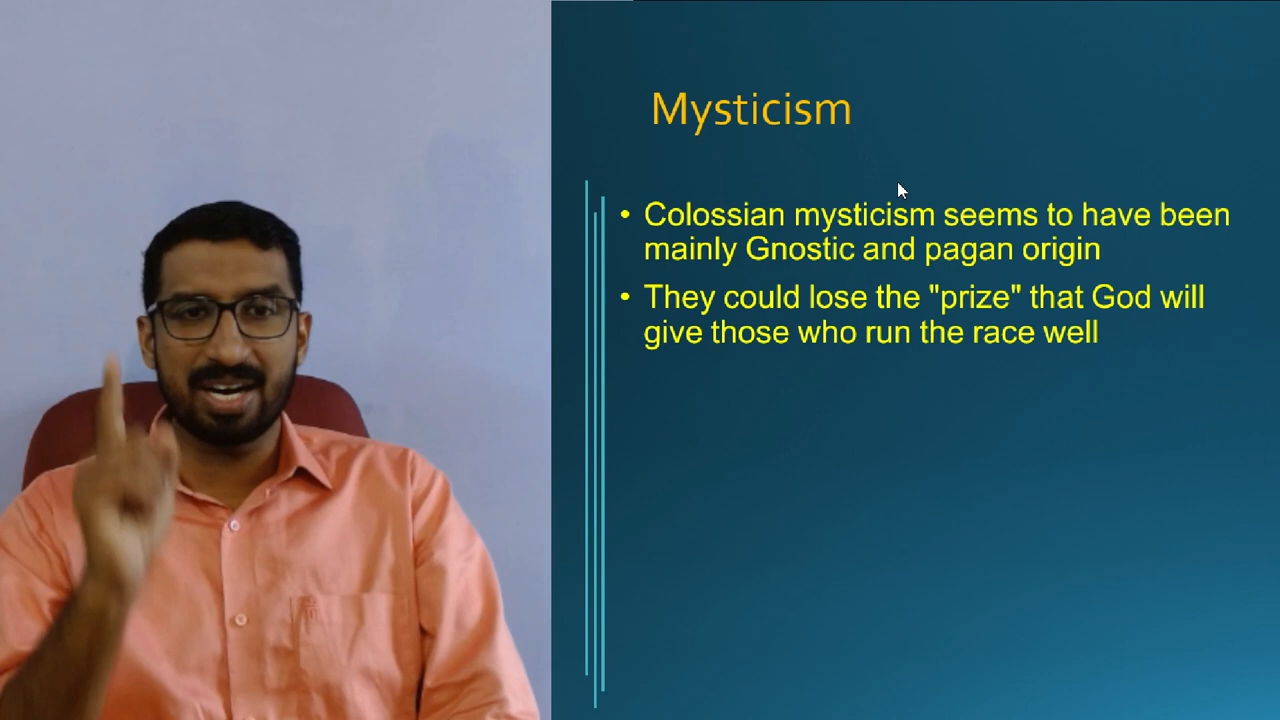 Mysticism
• Colossian mysticism seems to have been
mainly Gnostic and pagan origin
• They could lose the "prize" that God will
give those who run the race well